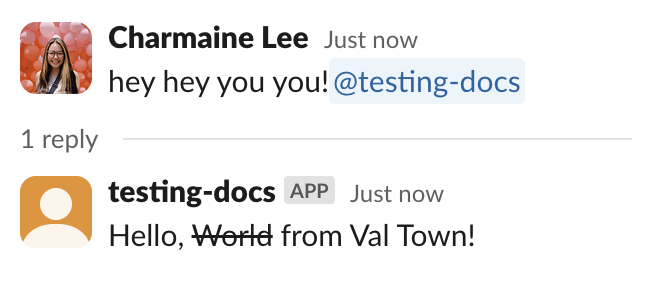 Charmaine Lee Just now
hey hey you you! @testing-docs
1 reply
testing-docs APP Just now
Hello, World from Val Town!